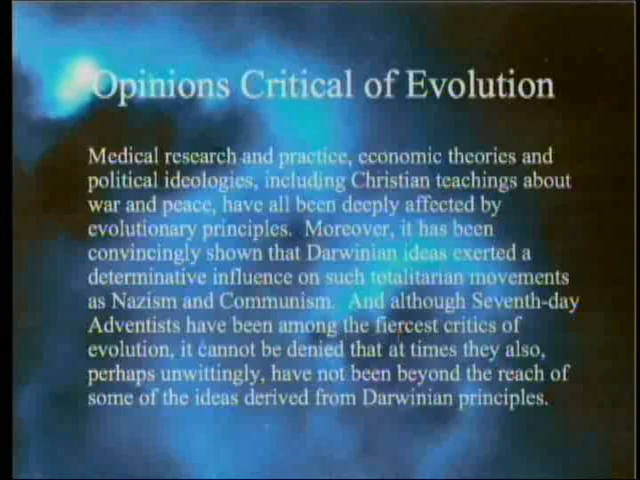 Opinions Critical of Evolution
Medical research and practice, economic theories and
political ideologies, including Christian teachings about
war and peace, have all been deeply affected by
evolutionary principles.  Moreover, it has been
convincingly shown that Darwinian ideas exerted a
determinative influence on such totalitarian movements
as Nazism and Communism.  And although Seventh-day
Adventists have been among the fiercest critics of
evolution, it cannot be denied that at times they also,
perhaps unwittingly, have not been beyond the reach of
some of the ideas derived from Darwinian principles.